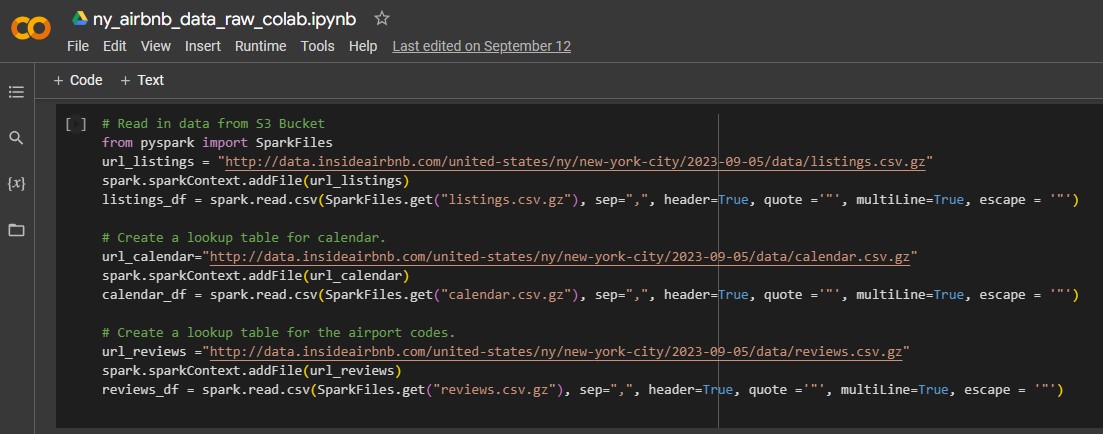 ny_airbnb_data_raw_colab.ipynb
File Edit View Insert Runtime Tools Help Last edited on September 12
+ Code + Text
[ ] # Read in data from S3 Bucket
from pyspark import SparkFiles
url_listings = "http://data.insideairbnb.com/united-states/ny/new-york-city/2023-09-05/data/listings.csv.gz"
spark.sparkContext.addFile(url_listings)
listings_df = spark.read.csv(SparkFiles.get("listings.csv.gz"), sep=",", header=True, quote ='"', multiLine=True, escape = '"')
# Create a lookup table for calendar.
url_calendar="http://data.insideairbnb.com/united-states/ny/new-york-city/2023-09-05/data/calendar.csv.gz"
spark.sparkContext.addFile(url_calendar)
calendar_df = spark.read.csv(SparkFiles.get("calendar.csv.gz"), sep=",", header=True, quote ='"', multiLine=True, escape = '"')
# Create a lookup table for the airport codes.
url_reviews ="http://data.insideairbnb.com/united-states/ny/new-york-city/2023-09-05/data/reviews.csv.gz"
spark.sparkContext.addFile(url_reviews)
reviews_df = spark.read.csv(SparkFiles.get("reviews.csv.gz"), sep=",", header=True, quote ='"', multiLine=True, escape = '"')
{x}